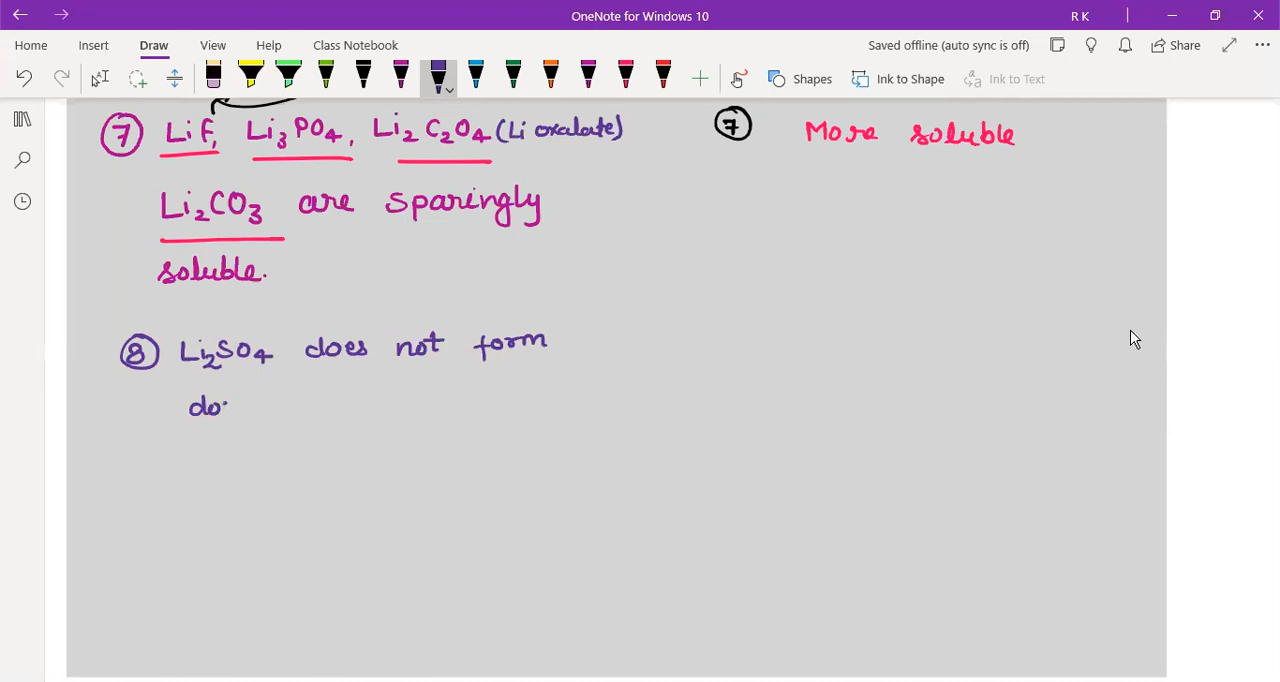 OneNote for Windows 10
R K
Home Insert Draw View Help Class Notebook
Saved offline (auto sync is off) Share
Shapes Ink to Shape Ink to Text
7 LiF, Li3PO4, Li2C2O4 (Li oxalate)
Li2CO3 are sparingly
soluble.
7 More soluble
8 Li2SO4 does not form
do